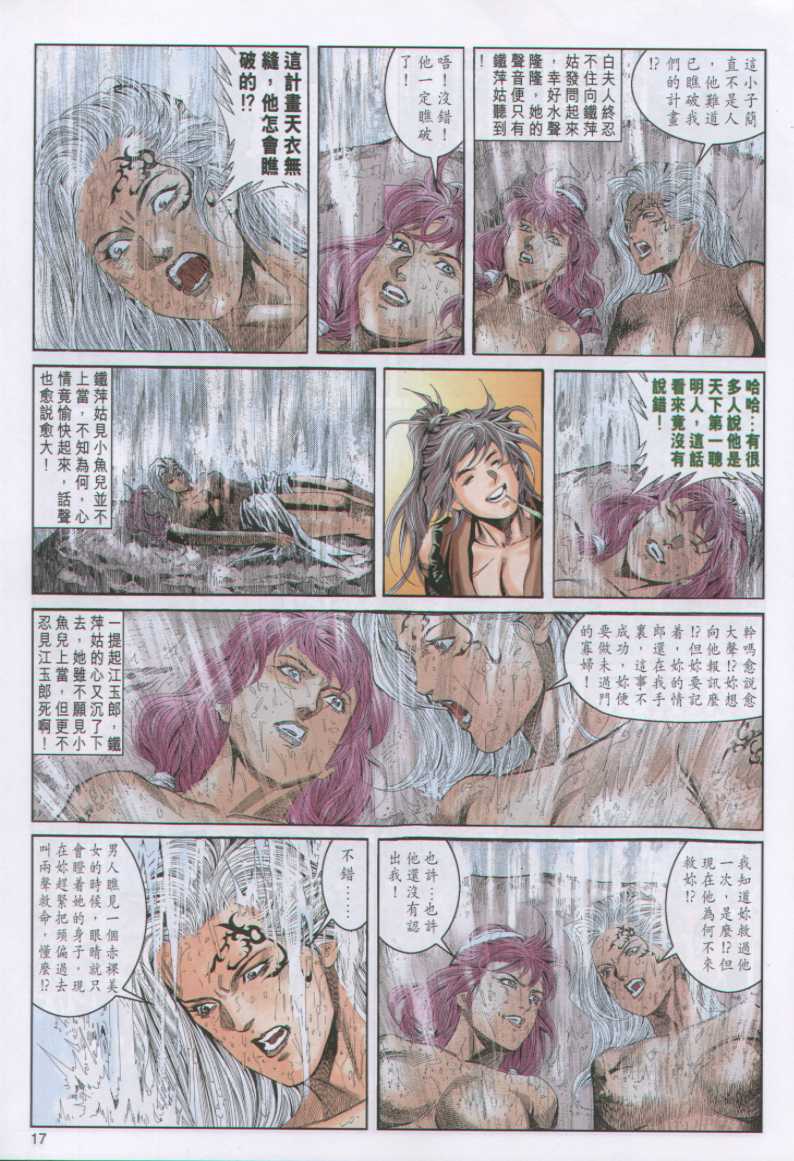 這小子簡
直不是人
，他難道
已瞧破我
們的計畫
!?
白夫人終忍
不住向鐵萍
姑發問起來
，幸好水聲
隆隆，她的
聲音便只有
鐵萍姑聽到
！
唔！沒錯！
他一定瞧破
了！
這計畫天衣無
縫，他怎會瞧
破的!?
哈哈…有很
多人說他是
天下第一聰
明人，這話
看來竟沒有
說錯！
鐵萍姑見小魚兒並不
上當，不知為何，心
情竟愉快起來，話聲
也愈説愈大！
幹嗎愈說愈
大聲!?妳想
向他報訊麼
!?但妳要記
着，妳的情
郎還在我手
裏，這事不
成功，妳便
要做未過門
的寡婦！
一提起江玉郎，鐵
萍姑的心又沉了下
去，她雖不願見小
魚兒上當，但更不
忍見江玉郎死啊！
我知道妳救過他
一次，是麼!?但
現在他為何不來
救妳!?
也許…也許
他還沒有認
出我！
不錯……
男人瞧見一個赤裸美
女的時候，眼晴就只
會瞪着她的身子，現
在妳趕緊把頭偏過去
叫兩聲救命，懂麼!?
17